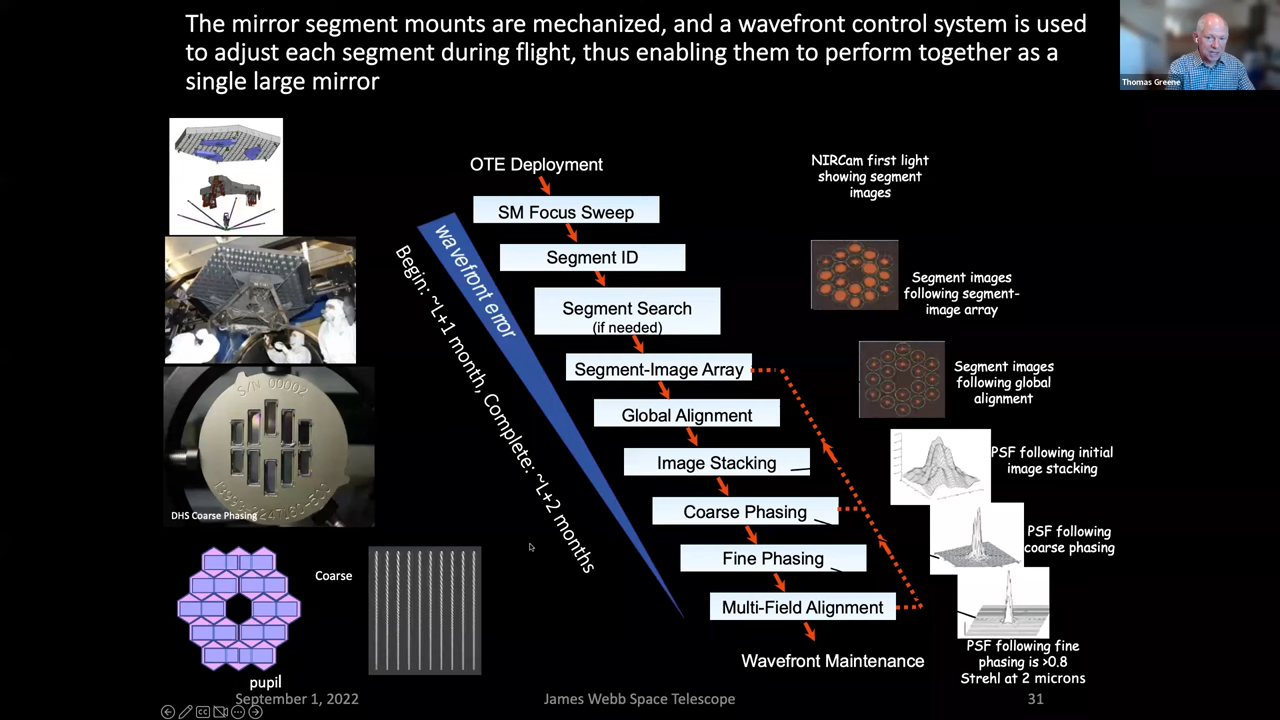 The mirror segment mounts are mechanized, and a wavefront control system is used
to adjust each segment during flight, thus enabling them to perform together as a
single large mirror
Thomas Greene
OTE Deployment
SM Focus Sweep
Segment ID
Segment Search
(if needed)
Segment-Image Array
Global Alignment
Image Stacking
Coarse Phasing
Fine Phasing
Multi-Field Alignment
Wavefront Maintenance
wavefront error
Begin: ~L+1 month, Complete: ~L+2 months
NIRCam first light
showing segment
images
Segment images
following segment-
image array
Segment images
following global
alignment
PSF following initial
image stacking
PSF following
coarse phasing
PSF following fine
phasing is >0.8
Strehl at 2 microns
S/N 00002
DHS Coarse Phasing
Coarse
pupil
September 1, 2022
James Webb Space Telescope
31
CC